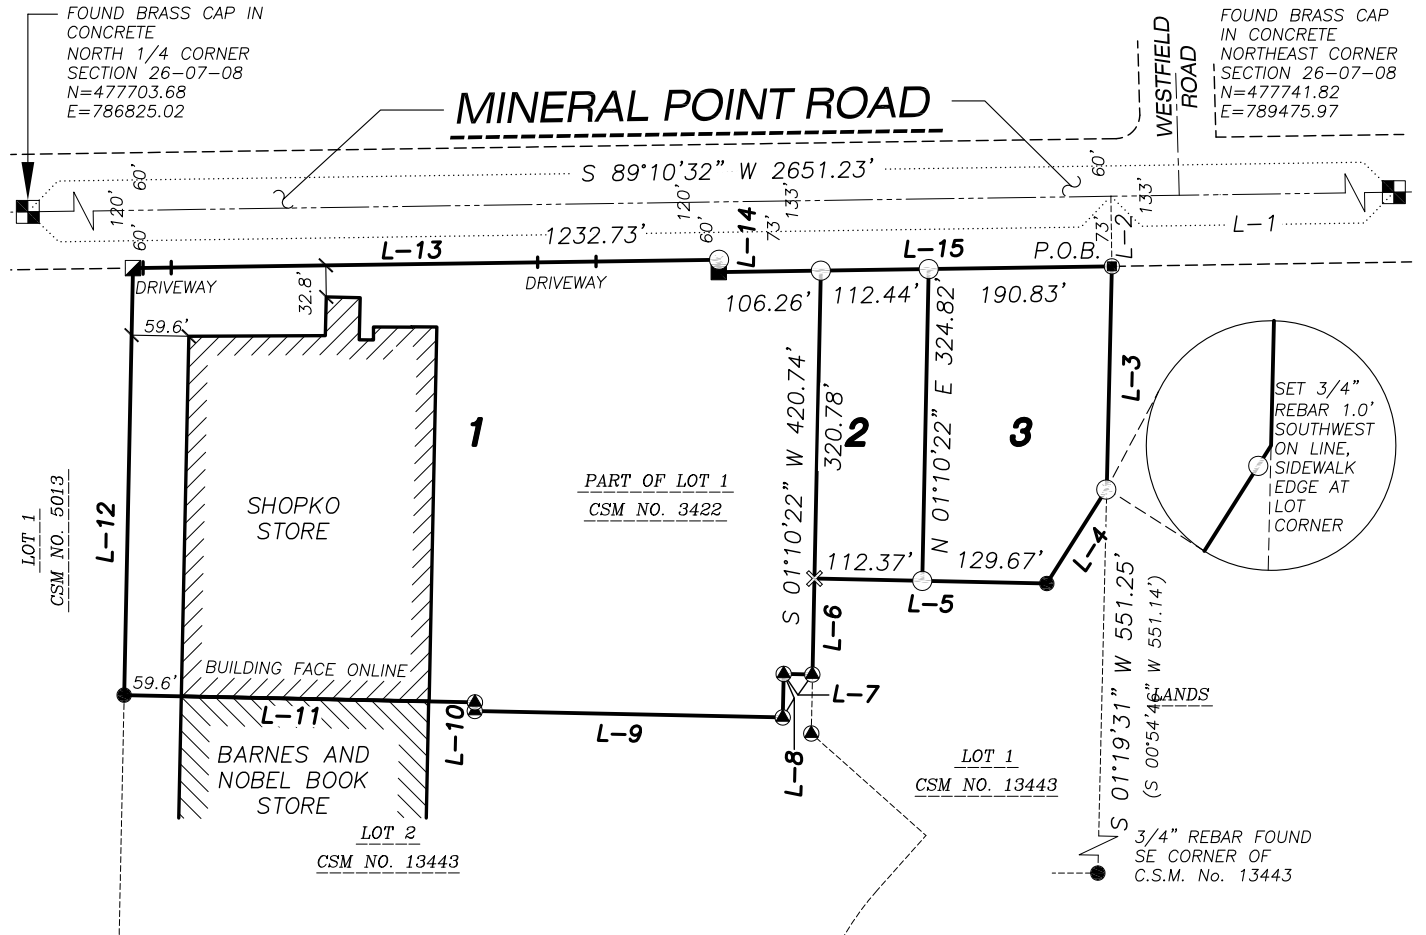 FOUND BRASS CAP IN
CONCRETE
NORTH 1/4 CORNER
SECTION 26-07-08
N=477703.68
E=786825.02
MINERAL POINT ROAD
WESTFIELD
ROAD
FOUND BRASS CAP
IN CONCRETE
NORTHEAST CORNER
SECTION 26-07-08
N=477741.82
E=789475.97
S 89°10'32" W 2651.23'
60'
120'
60'
120'
60'
133'
73'
60'
133'
73'
L-1
L-2
1232.73'
L-13
L-14
L-15
P.O.B.
DRIVEWAY
DRIVEWAY
32.8'
59.6'
106.26'
112.44'
190.83'
S 01°10'22" W 420.74'
320.78'
N 01°10'22" E 324.82'
L-3
1
2
3
SET 3/4"
REBAR 1.0'
SOUTHWEST
ON LINE,
SIDEWALK
EDGE AT
LOT
CORNER
LOT 1
CSM NO. 5013
L-12
SHOPKO
STORE
PART OF LOT 1
CSM NO. 3422
112.37'
129.67'
L-4
L-5
L-6
S 01°19'31" W 551.25'
(S 00°54'46" W 551.14')
LANDS
BUILDING FACE ONLINE
59.6'
L-11
L-10
L-9
L-8
L-7
BARNES AND
NOBEL BOOK
STORE
LOT 2
CSM NO. 13443
LOT 1
CSM NO. 13443
3/4" REBAR FOUND
SE CORNER OF
C.S.M. No. 13443